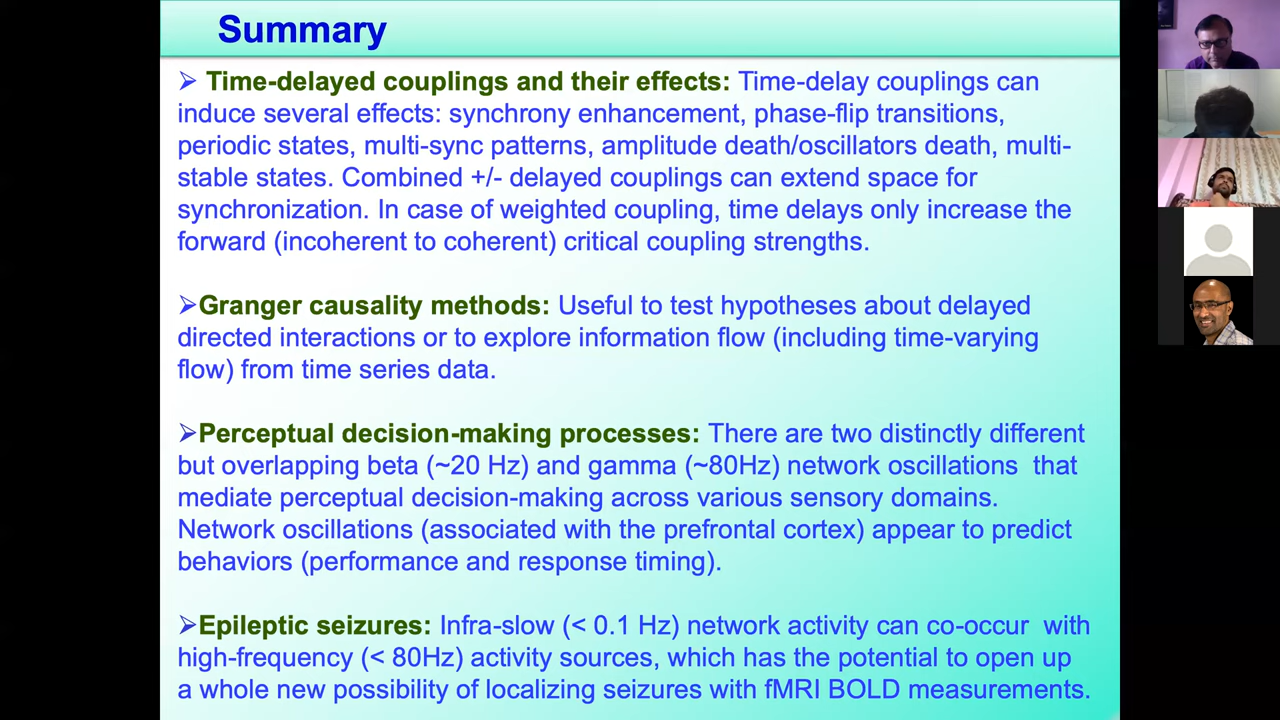 Summary
➢ Time-delayed couplings and their effects: Time-delay couplings can
induce several effects: synchrony enhancement, phase-flip transitions,
periodic states, multi-sync patterns, amplitude death/oscillators death, multi-
stable states. Combined +/- delayed couplings can extend space for
synchronization. In case of weighted coupling, time delays only increase the
forward (incoherent to coherent) critical coupling strengths.
➢Granger causality methods: Useful to test hypotheses about delayed
directed interactions or to explore information flow (including time-varying
flow) from time series data.
➢Perceptual decision-making processes: There are two distinctly different
but overlapping beta (~20 Hz) and gamma (~80Hz) network oscillations that
mediate perceptual decision-making across various sensory domains.
Network oscillations (associated with the prefrontal cortex) appear to predict
behaviors (performance and response timing).
➢Epileptic seizures: Infra-slow (< 0.1 Hz) network activity can co-occur with
high-frequency (< 80Hz) activity sources, which has the potential to open up
a whole new possibility of localizing seizures with fMRI BOLD measurements.